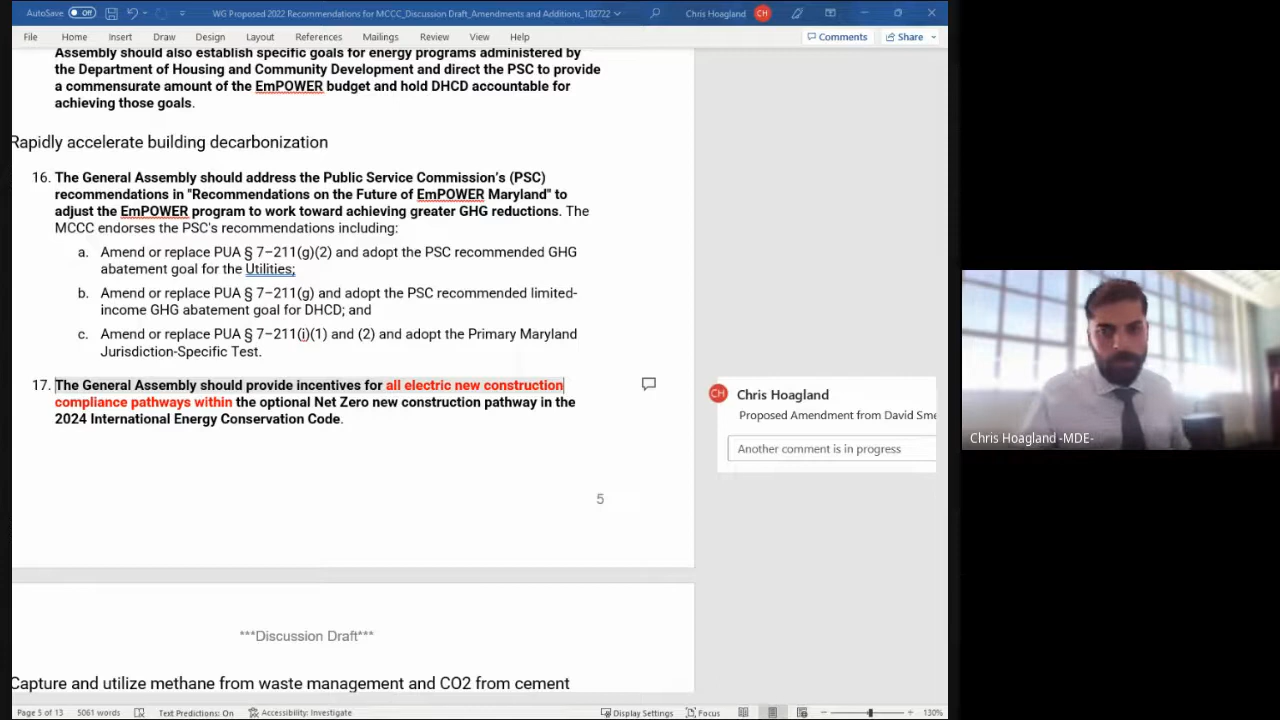 AutoSave Off WG Proposed 2022 Recommendations for MCCC_Discussion Draft_Amendments and Additions_102722 Chris Hoagland CH
File Home Insert Draw Design Layout References Mailings Review View Help Comments Share
Assembly should also establish specific goals for energy programs administered by
the Department of Housing and Community Development and direct the PSC to provide
a commensurate amount of the EmPOWER budget and hold DHCD accountable for
achieving those goals.
Rapidly accelerate building decarbonization
16. The General Assembly should address the Public Service Commission's (PSC)
recommendations in "Recommendations on the Future of EmPOWER Maryland" to
adjust the EmPOWER program to work toward achieving greater GHG reductions. The
MCCC endorses the PSC's recommendations including:
a. Amend or replace PUA § 7–211(g)(2) and adopt the PSC recommended GHG
abatement goal for the Utilities;
b. Amend or replace PUA § 7–211(g) and adopt the PSC recommended limited-
income GHG abatement goal for DHCD; and
c. Amend or replace PUA § 7–211(i)(1) and (2) and adopt the Primary Maryland
Jurisdiction-Specific Test.
17. The General Assembly should provide incentives for all electric new construction
compliance pathways within the optional Net Zero new construction pathway in the
2024 International Energy Conservation Code.
CH Chris Hoagland
Proposed Amendment from David Sme
Another comment is in progress
5
***Discussion Draft***
Capture and utilize methane from waste management and CO2 from cement
Page 5 of 13 5061 words Text Predictions: On Accessibility: Investigate Display Settings Focus 130%
Chris Hoagland -MDE-